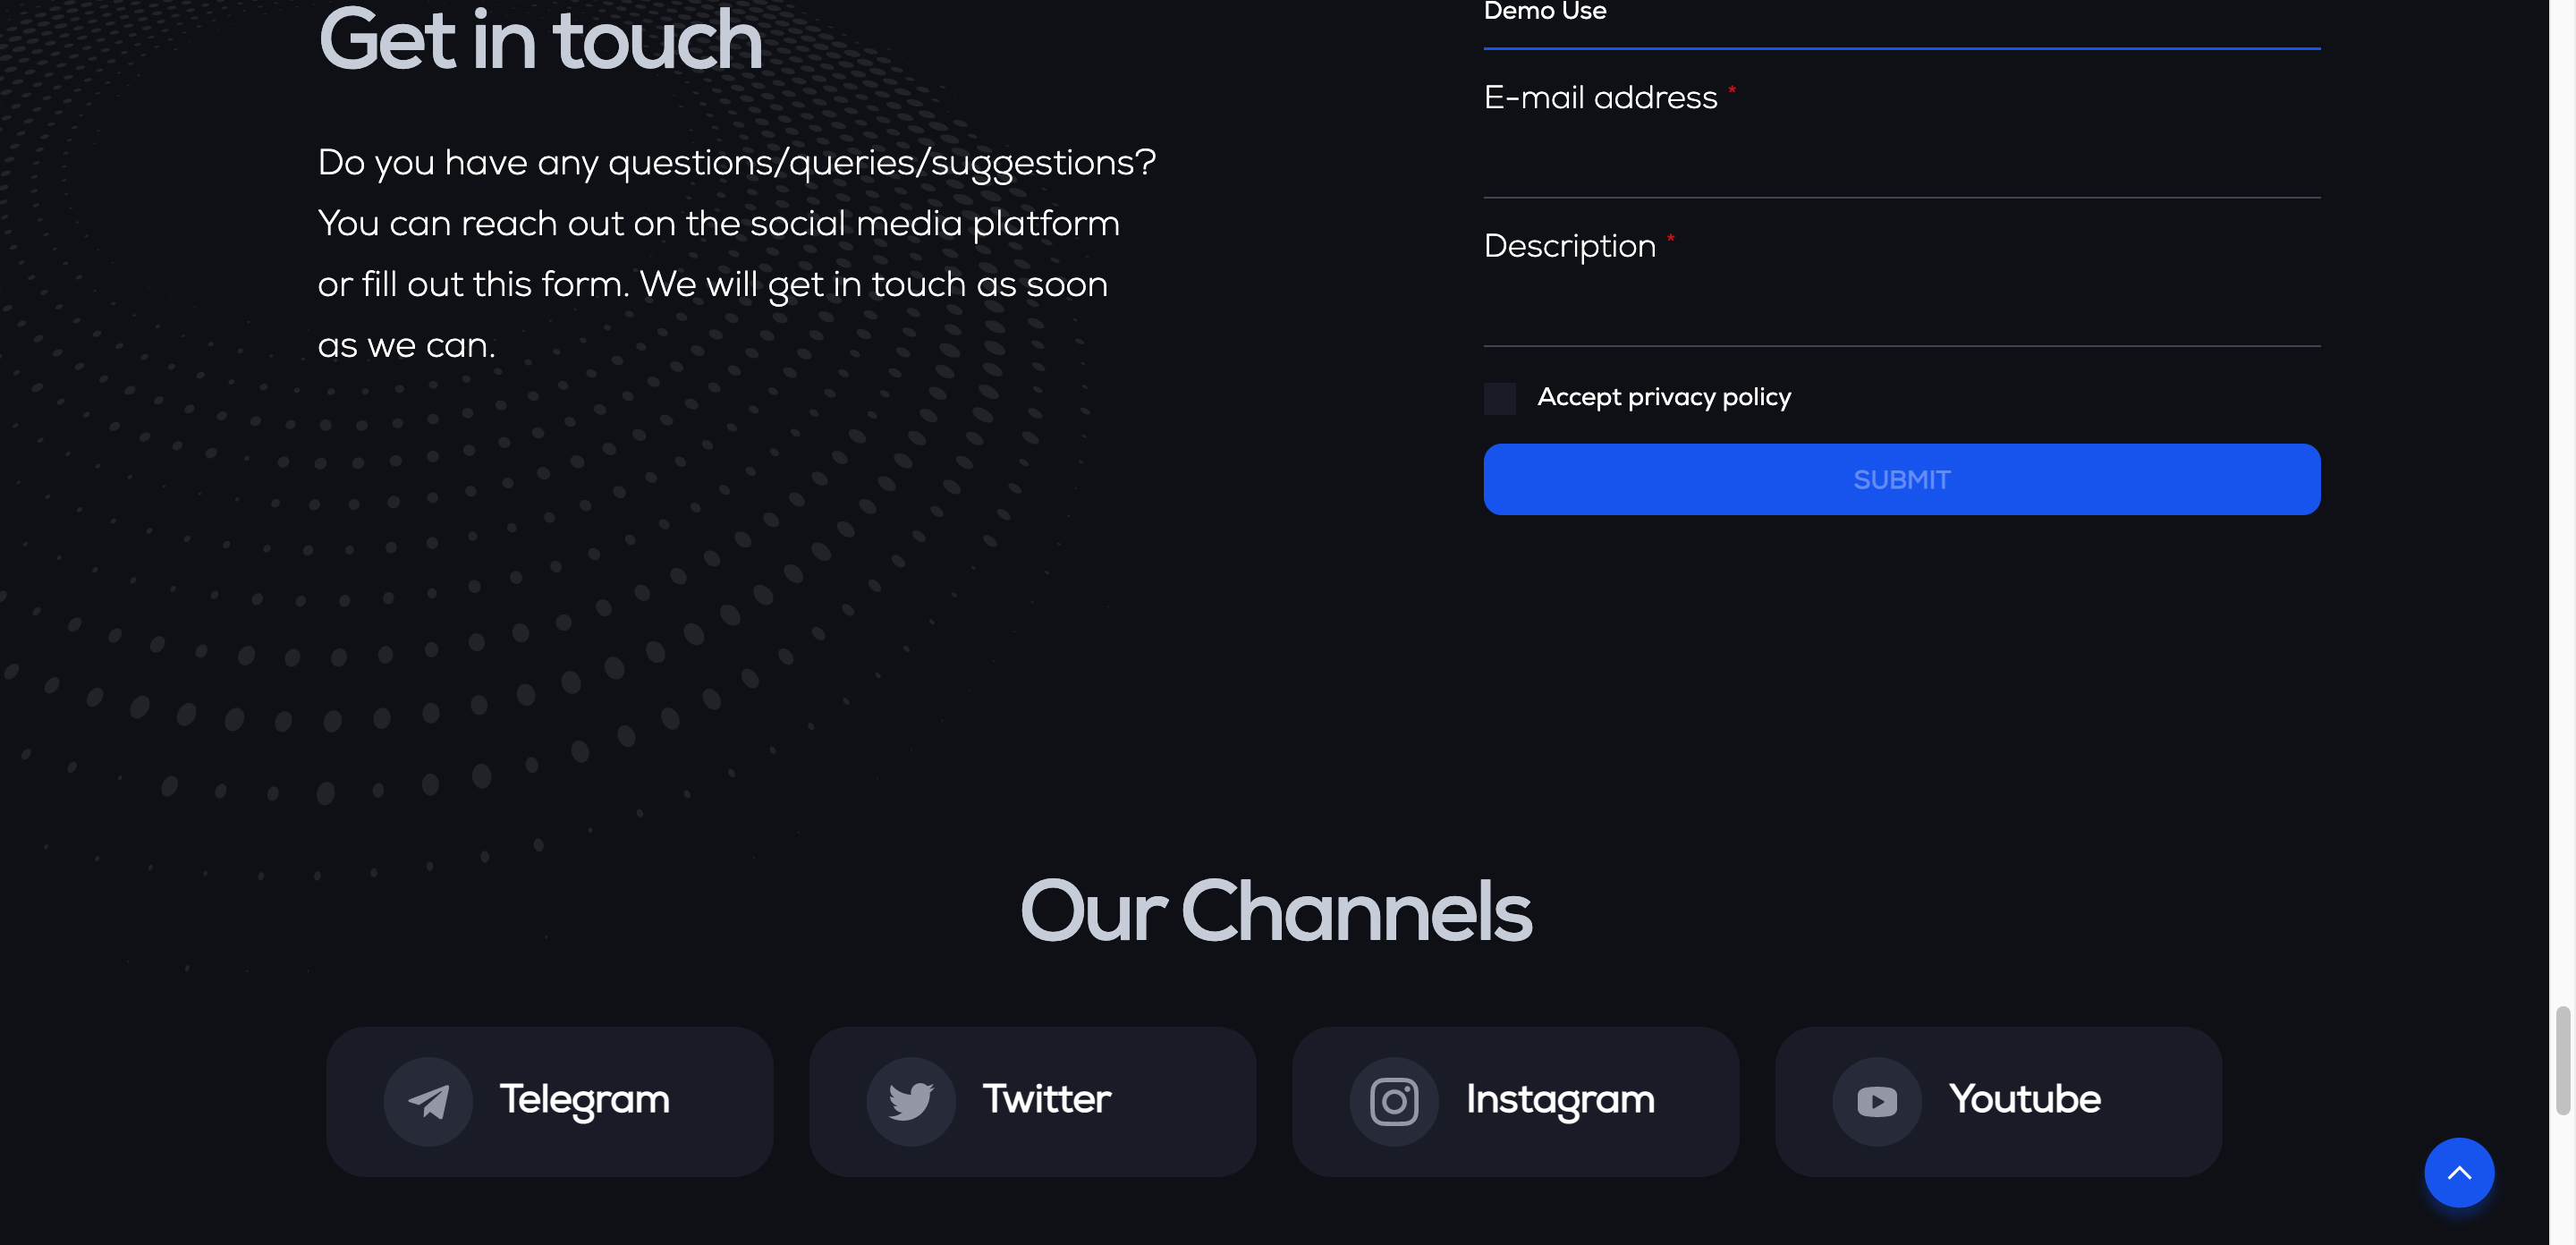 Get in touch
Do you have any questions/queries/suggestions?
You can reach out on the social media platform
or fill out this form. We will get in touch as soon
as we can.
Demo Use
E-mail address *
Description *
Accept privacy policy
SUBMIT
Our Channels
Telegram
Twitter
Instagram
Youtube